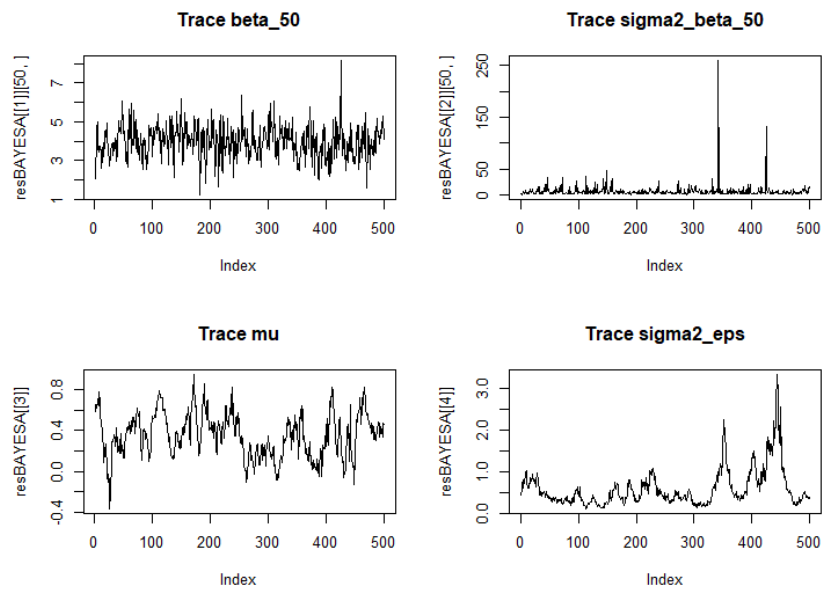 Trace beta_50
resBAYESA[[1]][50, ]
1 3 5 7
0 100 200 300 400 500
Index
Trace sigma2_beta_50
resBAYESA[[2]][50, ]
0 50 150 250
0 100 200 300 400 500
Index
Trace mu
resBAYESA[[3]]
-0.4 0.0 0.4 0.8
0 100 200 300 400 500
Index
Trace sigma2_eps
resBAYESA[[4]]
0.0 1.0 2.0 3.0
0 100 200 300 400 500
Index